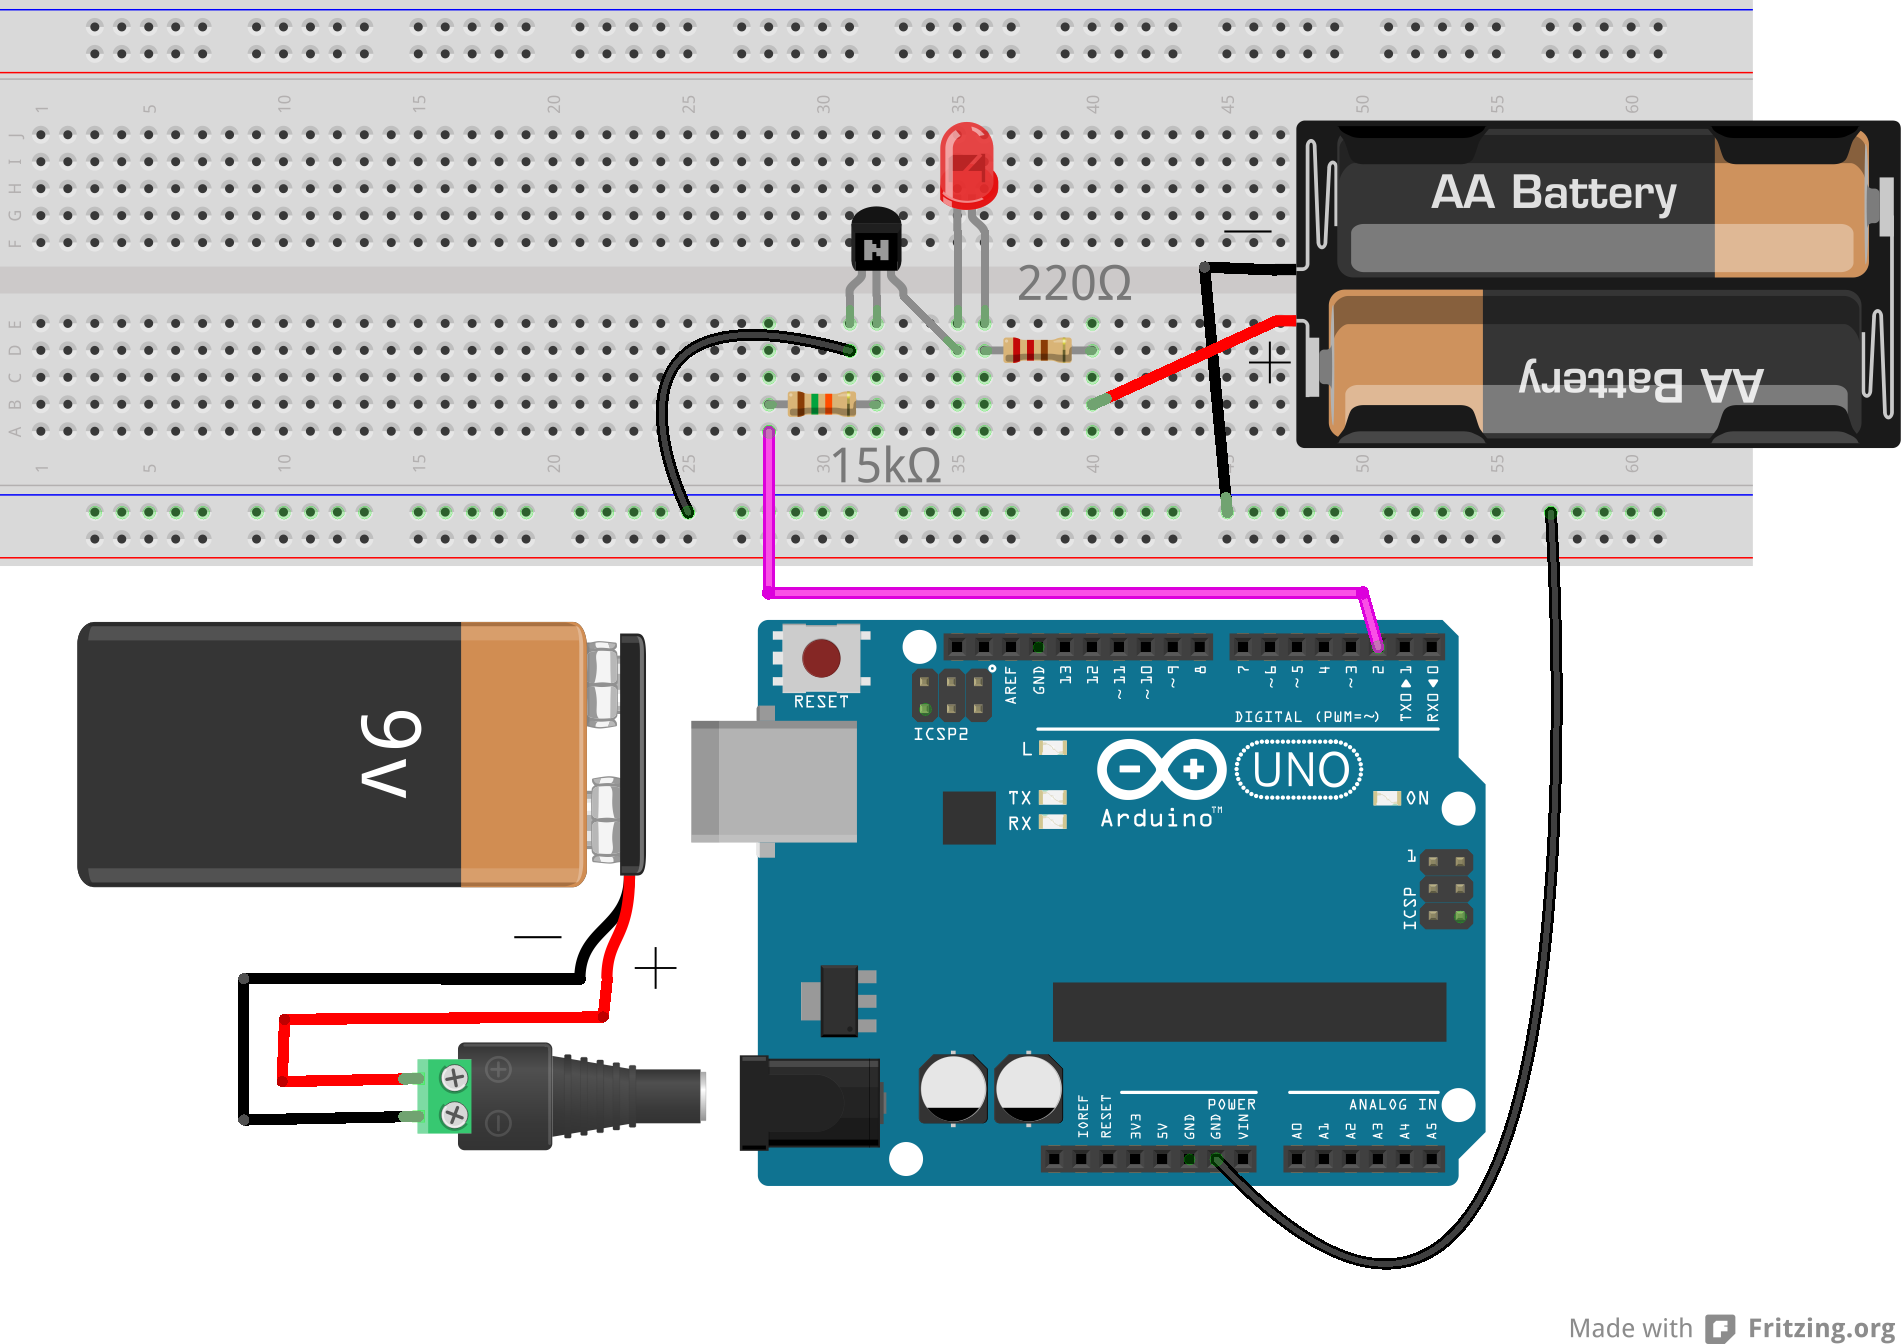 1 5 10 15 20 25 30 35 40 45 50 55 60
J
I
H
G
F
N
220Ω
AA Battery
AA Battery
E
D
C
B
A
15kΩ
1 5 10 15 20 25 30 35 40 45 50 55 60
9V
RESET
ICSP2
AREF
GND
13
12
~11
~10
~9
8
7
~6
~5
4
~3
2
TX0▶1
RX0◀0
DIGITAL (PWM=~)
L
TX
RX
UNO
Arduino™
ON
1
ICSP
POWER
ANALOG IN
IOREF
RESET
3V3
5V
GND
GND
VIN
A0
A1
A2
A3
A4
A5
Made with Fritzing.org